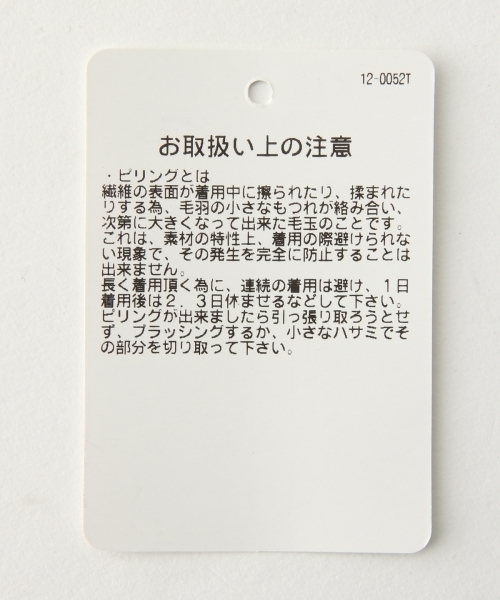 12-0052T
お取扱い上の注意
・ピリングとは
繊維の表面が着用中に擦られたり、揉まれた
りする為、毛羽の小さなもつれが絡み合い、
次第に大きくなって出来た毛玉のことです。
これは、素材の特性上、着用の際避けられな
い現象で、その発生を完全に防止することは
出来ません。
長く着用頂く為に、連続の着用は避け、１日
着用後は２．３日休ませるなどして下さい。
ピリングが出来ましたら引っ張り取ろうとせ
ず、ブラッシングするか、小さなハサミでそ
の部分を切り取って下さい。